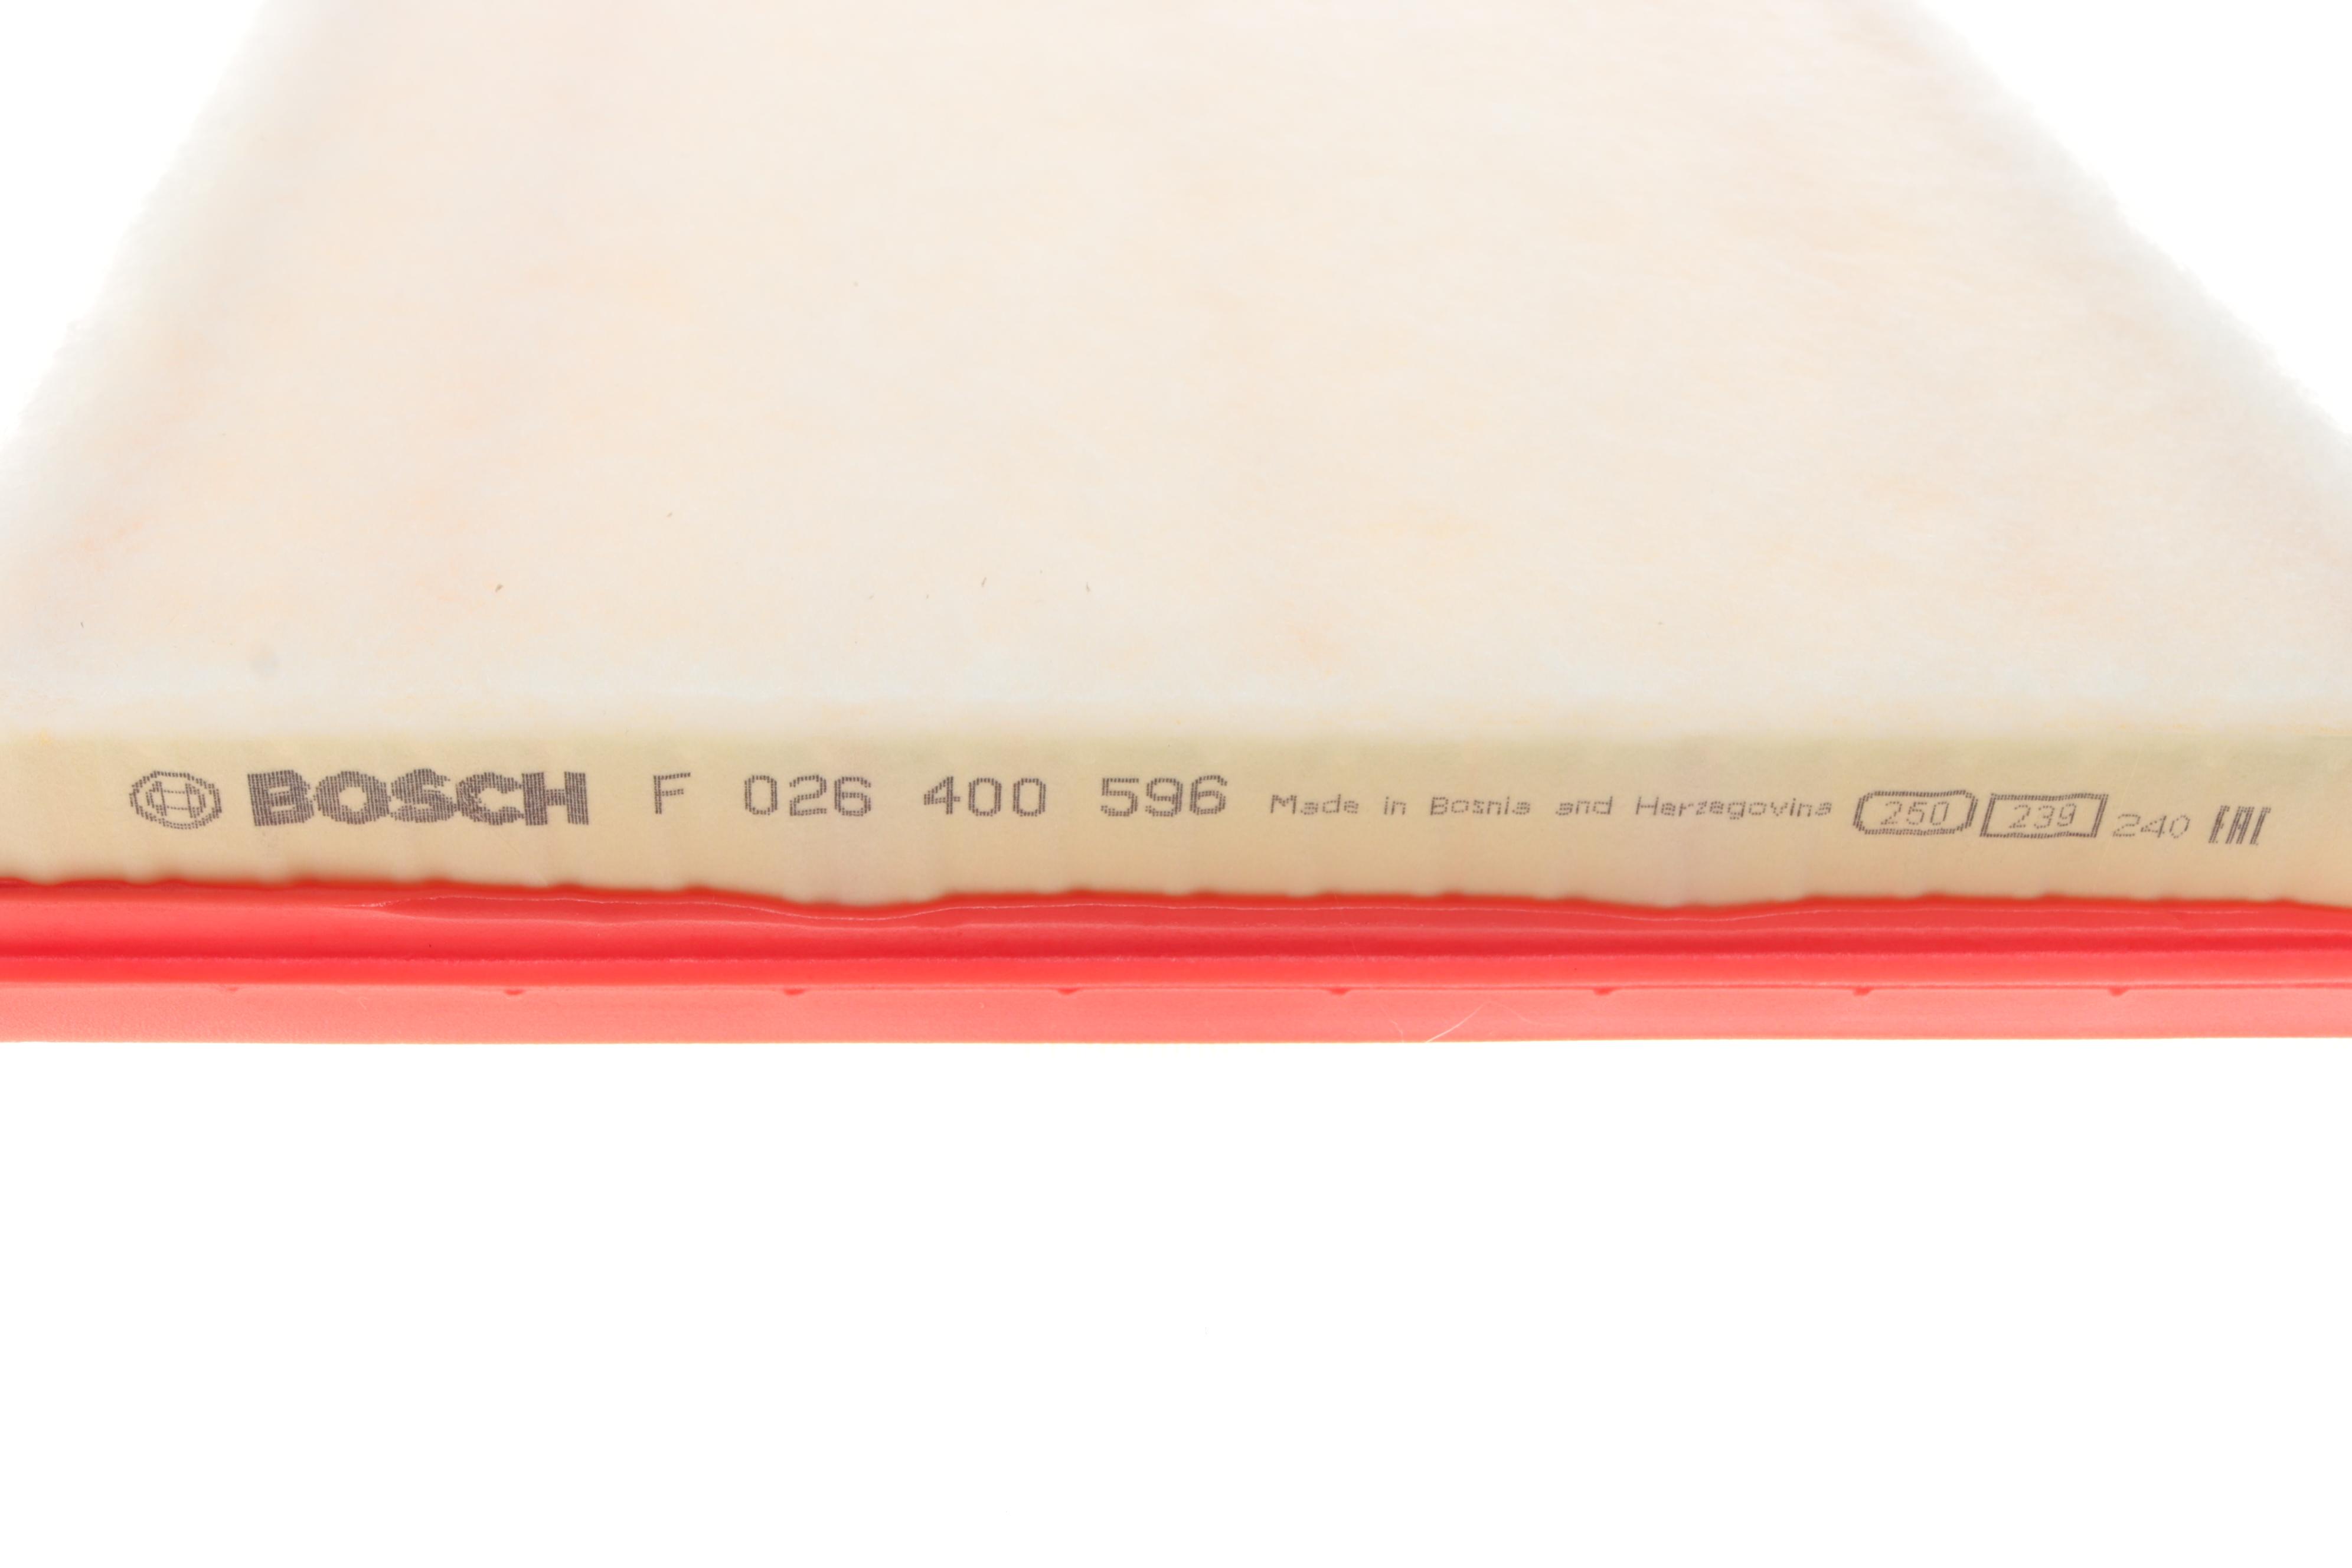 BOSCH F 026 400 596 Made in Bosnia and Herzegovina 250 239 240 EAC